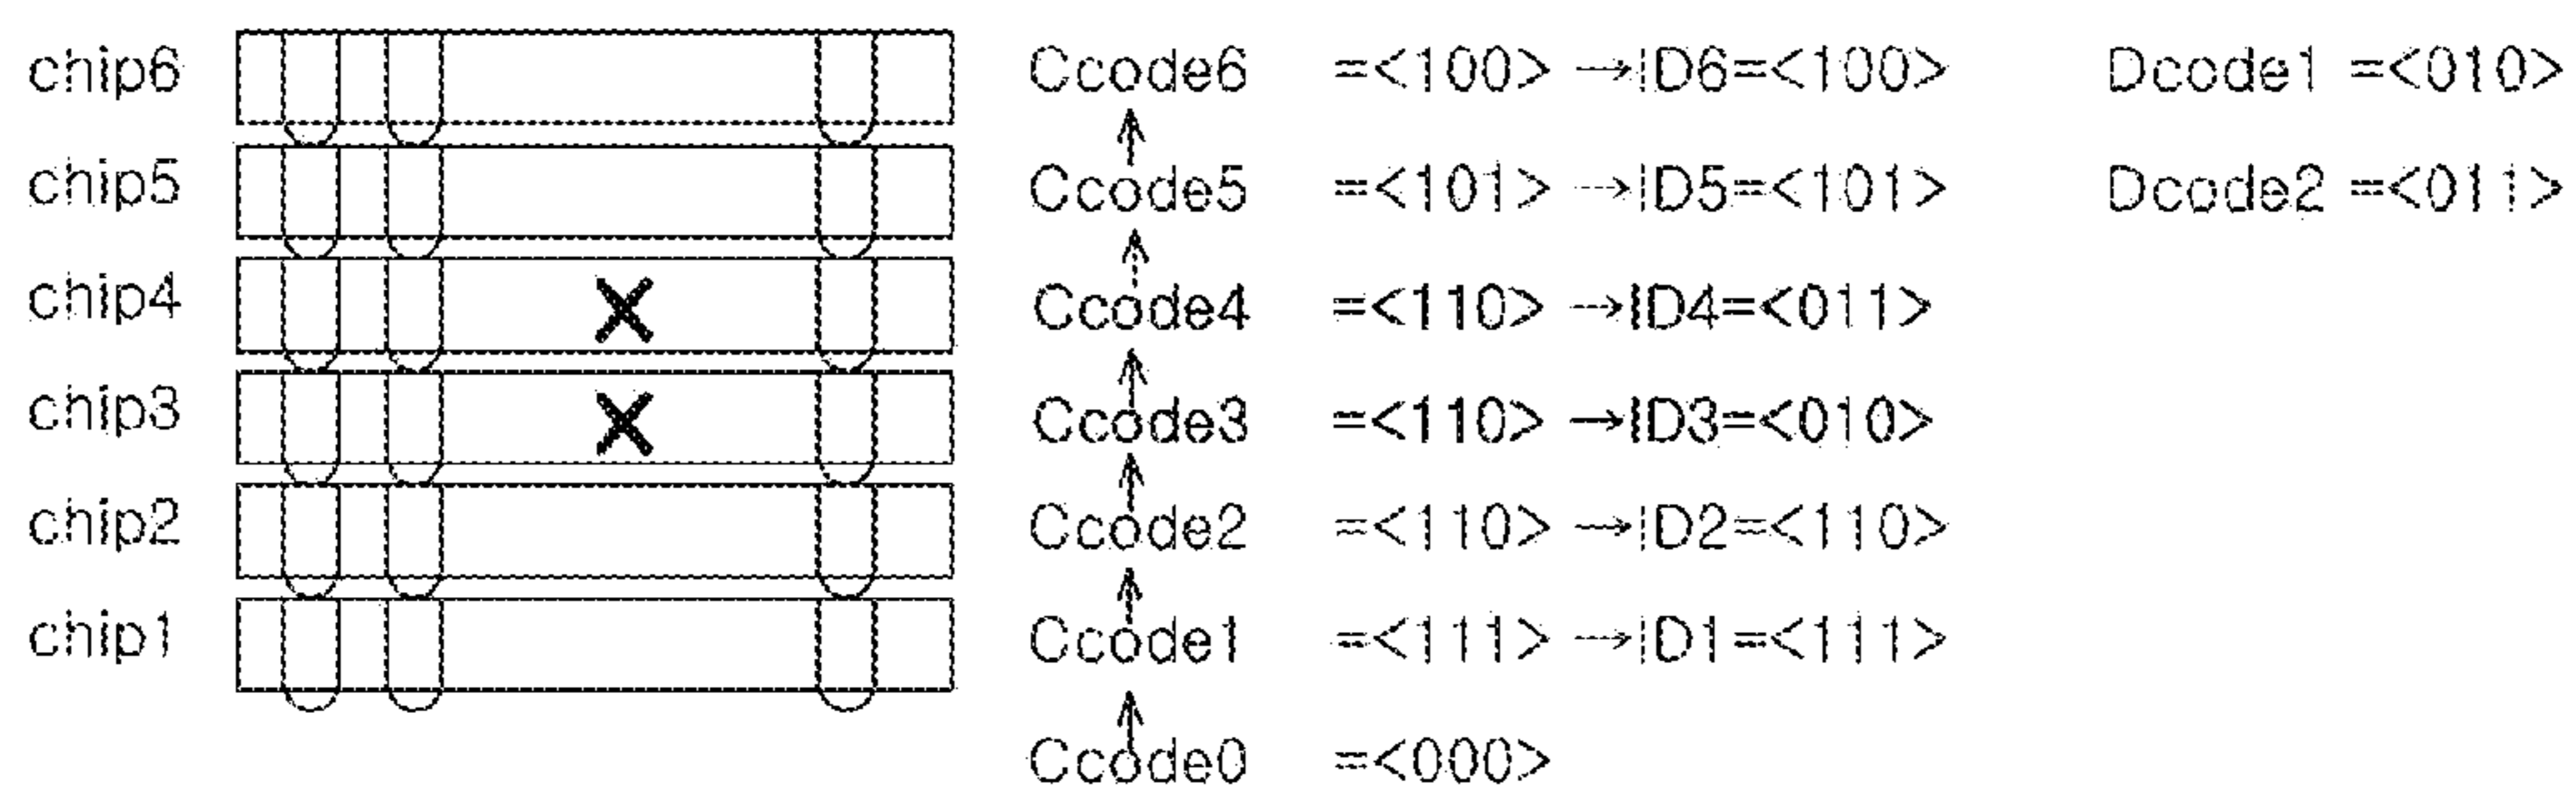 chip6 Ccode6 =<100> →ID6=<100> Dcode1 =<010>
chip5 Ccode5 =<101> →ID5=<101> Dcode2 =<011>
chip4 Ccode4 =<110> →ID4=<011>
chip3 Ccode3 =<110> →ID3=<010>
chip2 Ccode2 =<110> →ID2=<110>
chip1 Ccode1 =<111> →ID1=<111>
Ccode0 =<000>